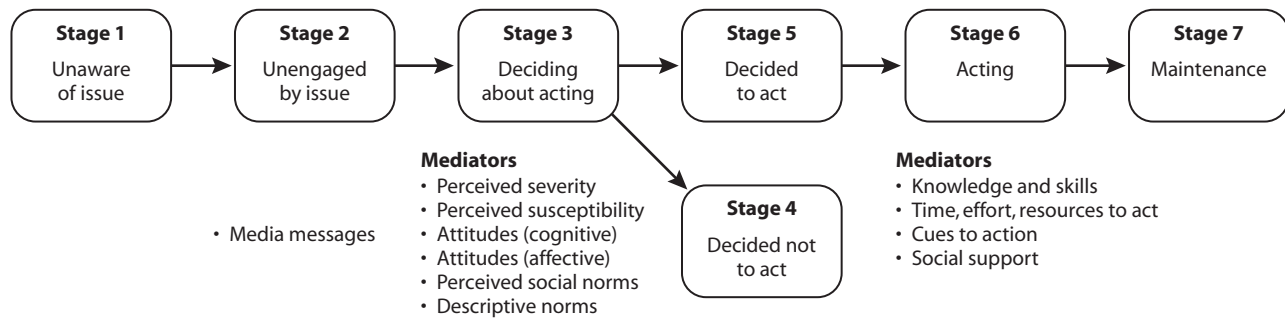 Stage 1
Unaware
of issue
Stage 2
Unengaged
by issue
Stage 3
Deciding
about acting
Stage 5
Decided
to act
Stage 6
Acting
Stage 7
Maintenance
• Media messages
Mediators
• Perceived severity
• Perceived susceptibility
• Attitudes (cognitive)
• Attitudes (affective)
• Perceived social norms
• Descriptive norms
Stage 4
Decided not
to act
Mediators
• Knowledge and skills
• Time, effort, resources to act
• Cues to action
• Social support